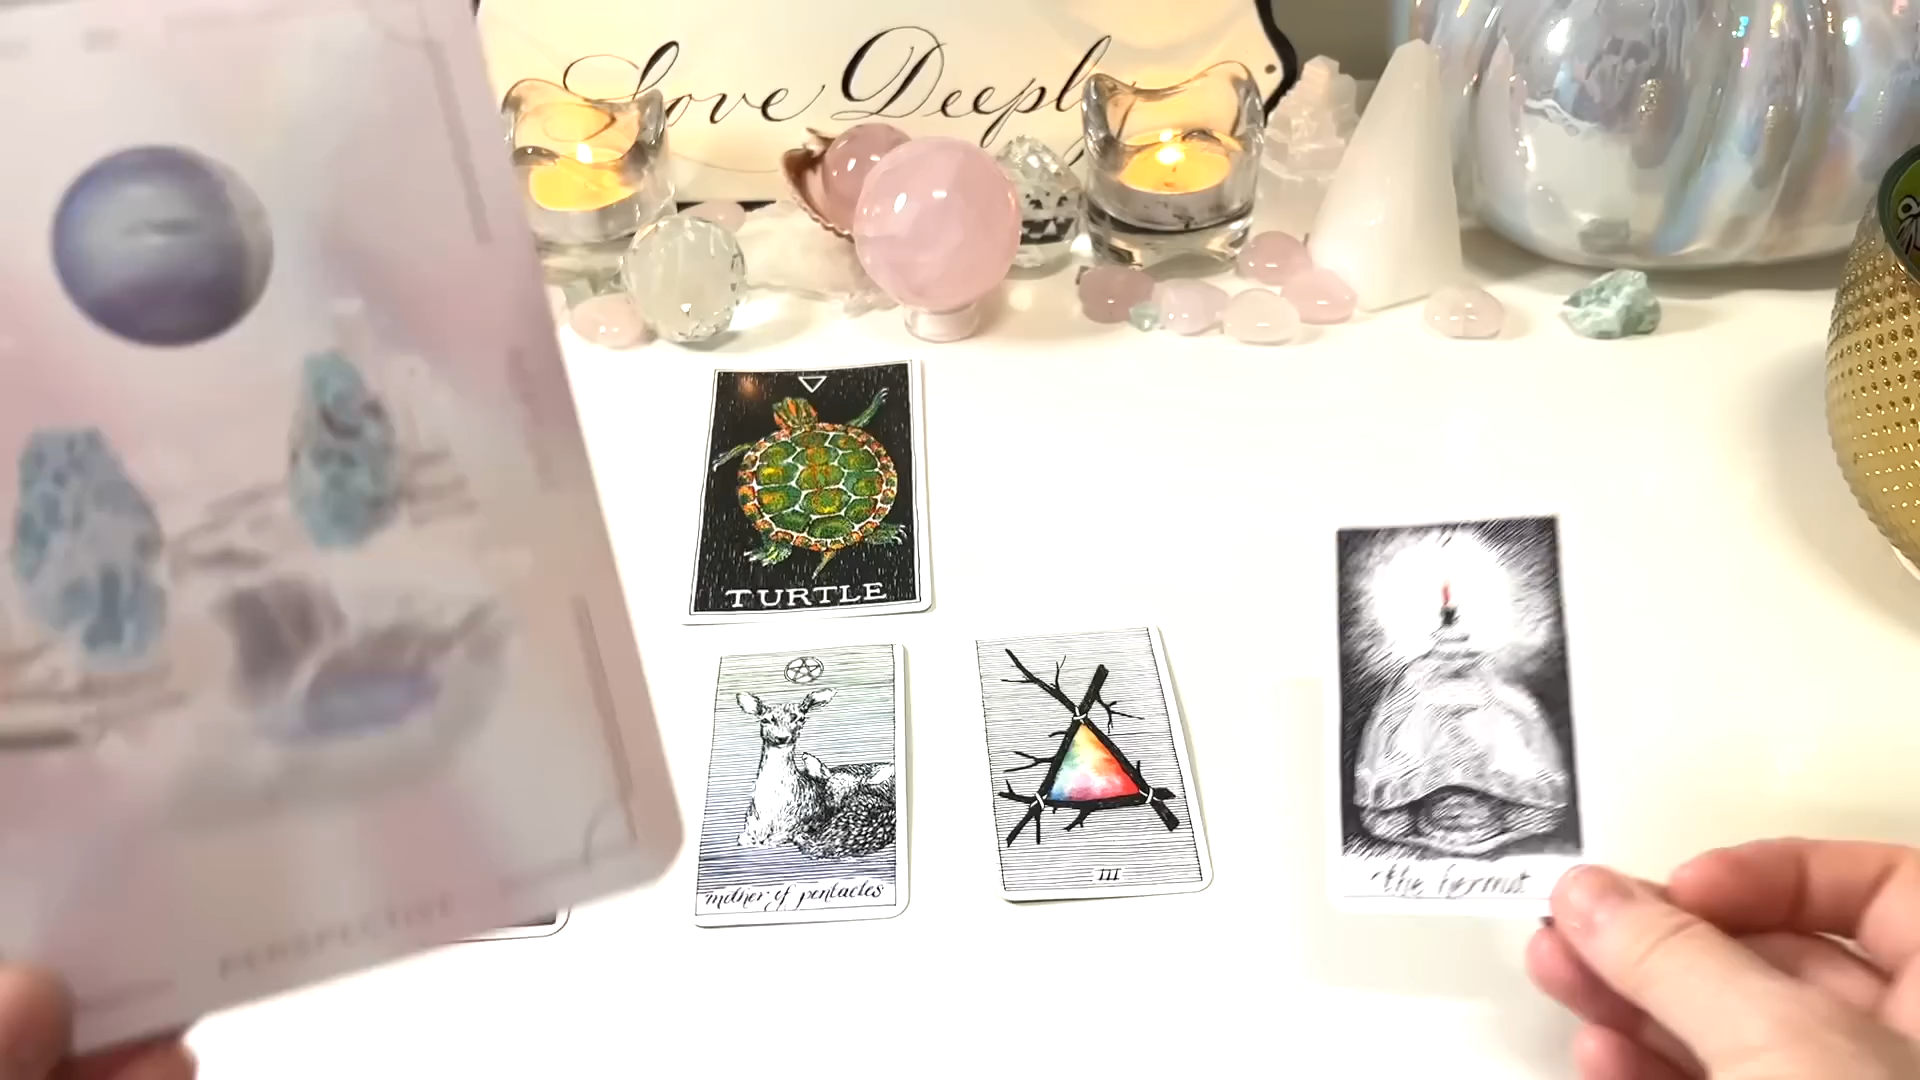 Love Deeply
TURTLE
mother of pentacles
III
the hermit
PERSPECTIVE